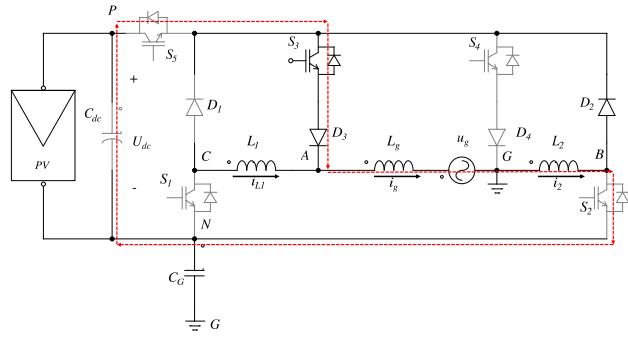 P
S5
S3
S4
+
D1
D2
Cdc
Udc
L1
A
D3
Lg
ug
D4
G
L2
B
PV
C
S1
iL1
ig
i2
S2
-
N
CG
G